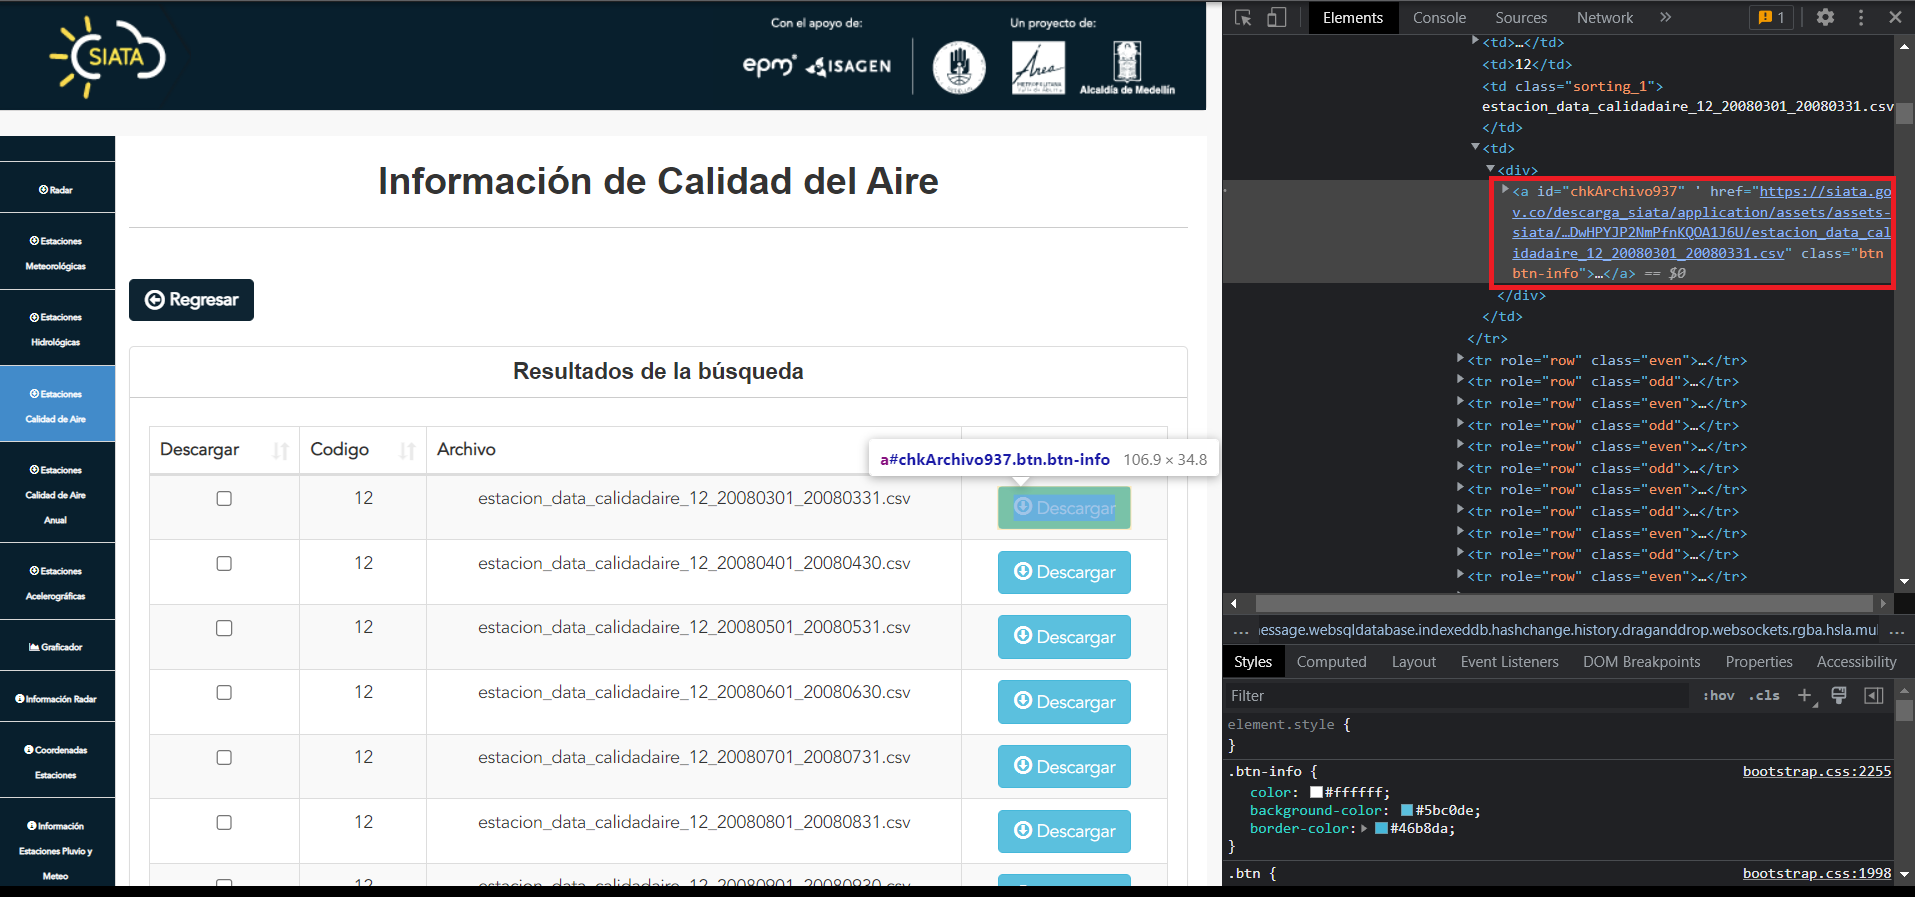 Con el apoyo de:
Un proyecto de:
SIATA
epm
ISAGEN
Área
METROPOLITANA
Alcaldía de Medellín
Radar
Estaciones
Meteorológicas
Estaciones
Hidrológicas
Estaciones
Calidad de Aire
Estaciones
Calidad de Aire
Anual
Estaciones
Acelerográficas
Graficador
Información Radar
Coordenadas
Estaciones
Información
Estaciones Pluvio y
Meteo
Información de Calidad del Aire
Regresar
Resultados de la búsqueda
Descargar Codigo Archivo
a#chkArchivo937.btn.btn-info 106.9 × 34.8
12 estacion_data_calidadaire_12_20080301_20080331.csv Descargar
12 estacion_data_calidadaire_12_20080401_20080430.csv Descargar
12 estacion_data_calidadaire_12_20080501_20080531.csv Descargar
12 estacion_data_calidadaire_12_20080601_20080630.csv Descargar
12 estacion_data_calidadaire_12_20080701_20080731.csv Descargar
12 estacion_data_calidadaire_12_20080801_20080831.csv Descargar
12 estacion_data_calidadaire_12_20080901_20080930.csv
Elements Console Sources Network » 1
<td>…</td>
<td>12</td>
<td class="sorting_1">
estacion_data_calidadaire_12_20080301_20080331.csv
</td>
<td>
<div>
<a id="chkArchivo937" ' href="https://siata.go
v.co/descarga_siata/application/assets/assets-
siata/…DwHPYJP2NmPfnKQOA1J6U/estacion_data_cal
idadaire_12_20080301_20080331.csv" class="btn
btn-info">…</a> == $0
</div>
</td>
</tr>
<tr role="row" class="even">…</tr>
<tr role="row" class="odd">…</tr>
<tr role="row" class="even">…</tr>
<tr role="row" class="odd">…</tr>
<tr role="row" class="even">…</tr>
<tr role="row" class="odd">…</tr>
<tr role="row" class="even">…</tr>
<tr role="row" class="odd">…</tr>
<tr role="row" class="even">…</tr>
<tr role="row" class="odd">…</tr>
<tr role="row" class="even">…</tr>
... essage.websqldatabase.indexeddb.hashchange.history.draganddrop.websockets.rgba.hsla.mul ...
Styles Computed Layout Event Listeners DOM Breakpoints Properties Accessibility
Filter :hov .cls +
element.style {
}
.btn-info { bootstrap.css:2255
color: #ffffff;
background-color: #5bc0de;
border-color: #46b8da;
}
.btn { bootstrap.css:1998